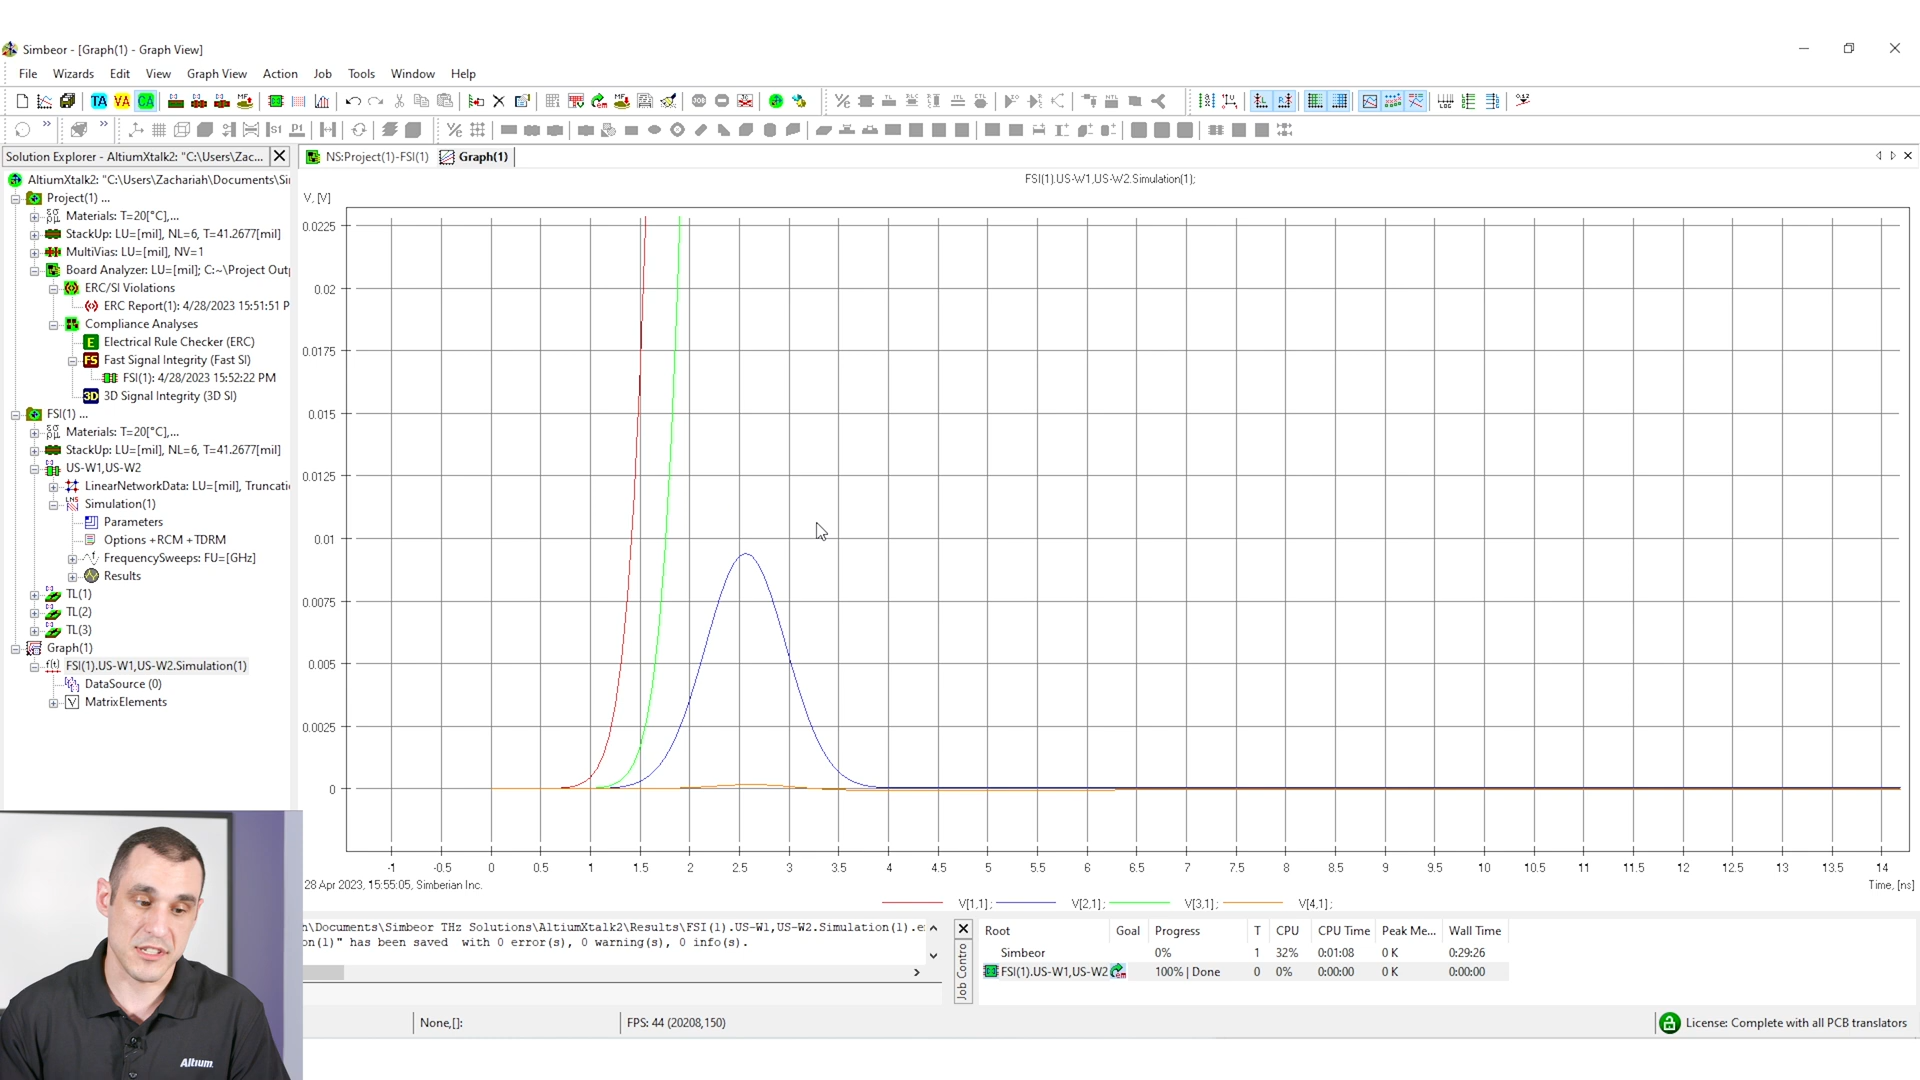 Simbeor - [Graph(1) - Graph View]
File Wizards Edit View Graph View Action Job Tools Window Help
TA VA CA
Solution Explorer - AltiumXtalk2: "C:\Users\Zac...
NS:Project(1)-FSI(1) Graph(1)
AltiumXtalk2: "C:\Users\Zachariah\Documents\Si
Project(1) ...
Materials: T=20[°C],...
StackUp: LU=[mil], NL=6, T=41.2677[mil]
MultiVias: LU=[mil], NV=1
Board Analyzer: LU=[mil]; C:~\Project Outp
ERC/SI Violations
ERC Report(1): 4/28/2023 15:51:51 P
Compliance Analyses
E Electrical Rule Checker (ERC)
FS Fast Signal Integrity (Fast SI)
FSI(1): 4/28/2023 15:52:22 PM
3D 3D Signal Integrity (3D SI)
FSI(1) ...
Materials: T=20[°C],...
StackUp: LU=[mil], NL=6, T=41.2677[mil]
US-W1,US-W2
LinearNetworkData: LU=[mil], Truncati
Simulation(1)
Parameters
Options +RCM +TDRM
FrequencySweeps: FU=[GHz]
Results
TL(1)
TL(2)
TL(3)
Graph(1)
f(t) FSI(1).US-W1,US-W2.Simulation(1)
DataSource (0)
V MatrixElements
FSI(1).US-W1,US-W2.Simulation(1);
V, [V]
0.0225
0.02
0.0175
0.015
0.0125
0.01
0.0075
0.005
0.0025
0
-1 -0.5 0 0.5 1 1.5 2 2.5 3 3.5 4 4.5 5 5.5 6 6.5 7 7.5 8 8.5 9 9.5 10 10.5 11 11.5 12 12.5 13 13.5 14
28 Apr 2023, 15:55:05, Simberian Inc.
Time, [ns]
V[1,1]; V[2,1]; V[3,1]; V[4,1];
\Documents\Simbeor THz Solutions\AltiumXtalk2\Results\FSI(1).US-W1,US-W2.Simulation(1).e
on(1)" has been saved with 0 error(s), 0 warning(s), 0 info(s).
Job Contro
Root Goal Progress T CPU CPU Time Peak Me... Wall Time
Simbeor 0% 1 32% 0:01:08 0 K 0:29:26
FSI(1).US-W1,US-W2 100% | Done 0 0% 0:00:00 0 K 0:00:00
None,[]:
FPS: 44 (20208,150)
License: Complete with all PCB translators
Altium